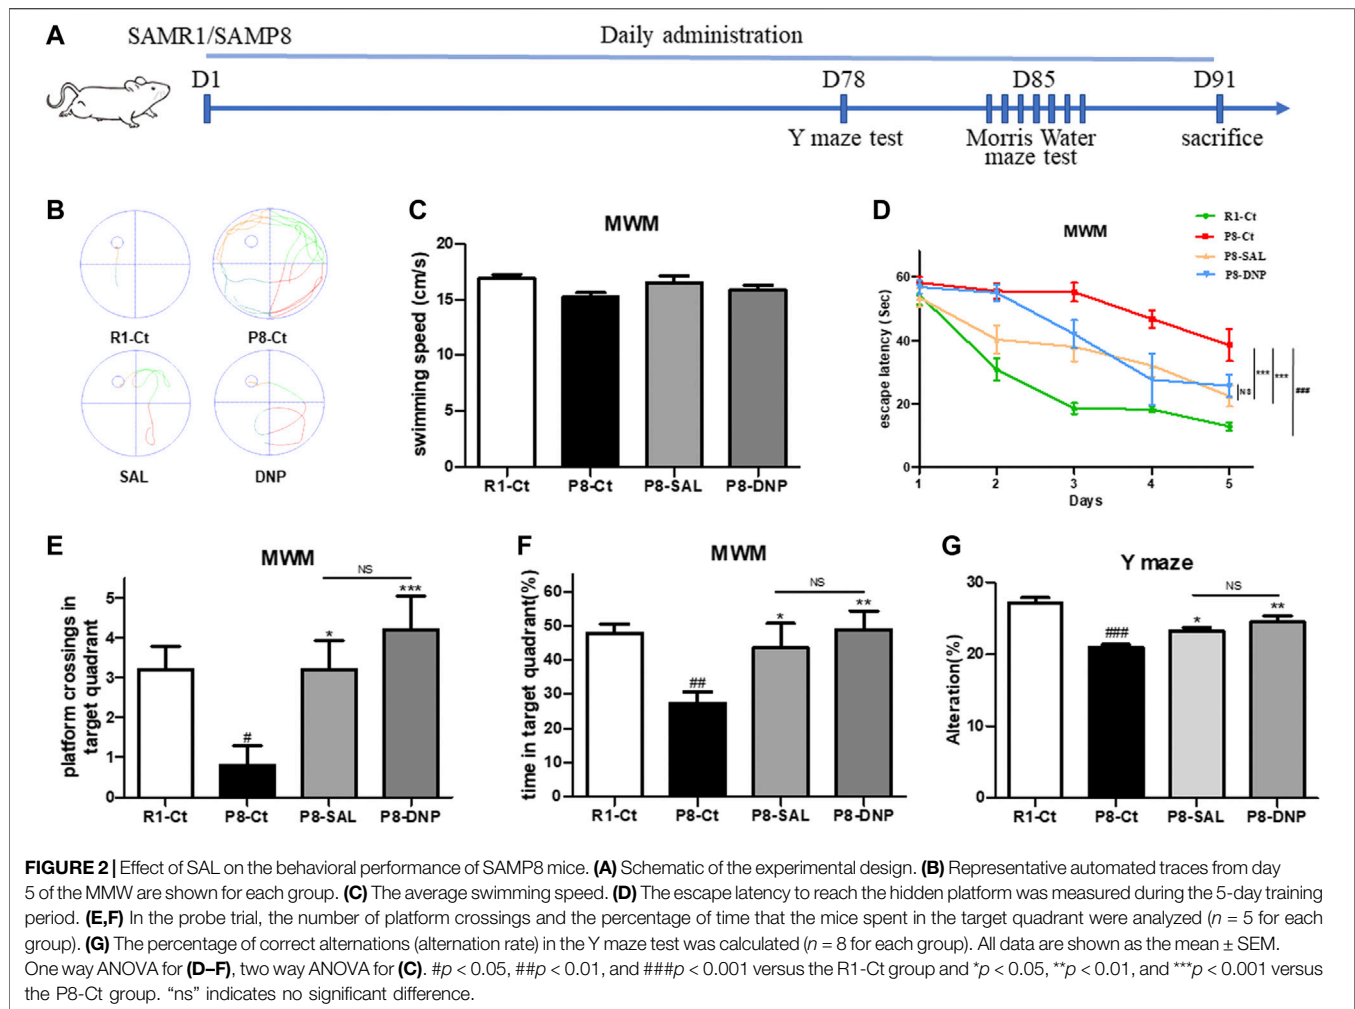 A
SAMR1/SAMP8
Daily administration
D1
D78
D85
D91
Y maze test
Morris Water
maze test
sacrifice
B
R1-Ct
P8-Ct
SAL
DNP
C
MWM
swimming speed (cm/s)
20
15
10
5
0
R1-Ct
P8-Ct
P8-SAL
P8-DNP
D
MWM
R1-Ct
P8-Ct
P8-SAL
P8-DNP
escape latency (Sec)
60
40
20
0
1
2
3
4
5
Days
NS
***
***
###
E
MWM
platform crossings in
target quadrant
5
4
3
2
1
0
#
*
NS
***
R1-Ct
P8-Ct
P8-SAL
P8-DNP
F
MWM
time in target quadrant(%)
60
50
40
30
20
10
0
##
*
NS
**
R1-Ct
P8-Ct
P8-SAL
P8-DNP
G
Y maze
Alteration(%)
30
20
10
0
###
*
NS
**
R1-Ct
P8-Ct
P8-SAL
P8-DNP
FIGURE 2 | Effect of SAL on the behavioral performance of SAMP8 mice. (A) Schematic of the experimental design. (B) Representative automated traces from day
5 of the MMW are shown for each group. (C) The average swimming speed. (D) The escape latency to reach the hidden platform was measured during the 5-day training
period. (E,F) In the probe trial, the number of platform crossings and the percentage of time that the mice spent in the target quadrant were analyzed (n = 5 for each
group). (G) The percentage of correct alternations (alternation rate) in the Y maze test was calculated (n = 8 for each group). All data are shown as the mean ± SEM.
One way ANOVA for (D–F), two way ANOVA for (C). #p < 0.05, ##p < 0.01, and ###p < 0.001 versus the R1-Ct group and *p < 0.05, **p < 0.01, and ***p < 0.001 versus
the P8-Ct group. “ns” indicates no significant difference.